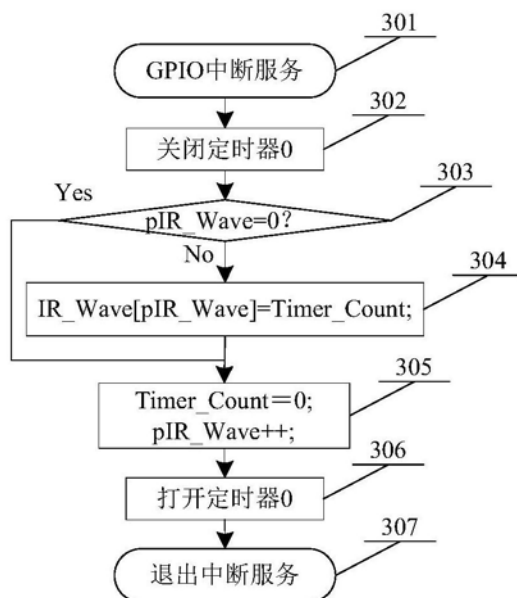 301
GPIO中断服务
302
关闭定时器0
303
Yes
pIR_Wave=0?
No
304
IR_Wave[pIR_Wave]=Timer_Count;
305
Timer_Count＝0;
pIR_Wave++;
306
打开定时器0
307
退出中断服务